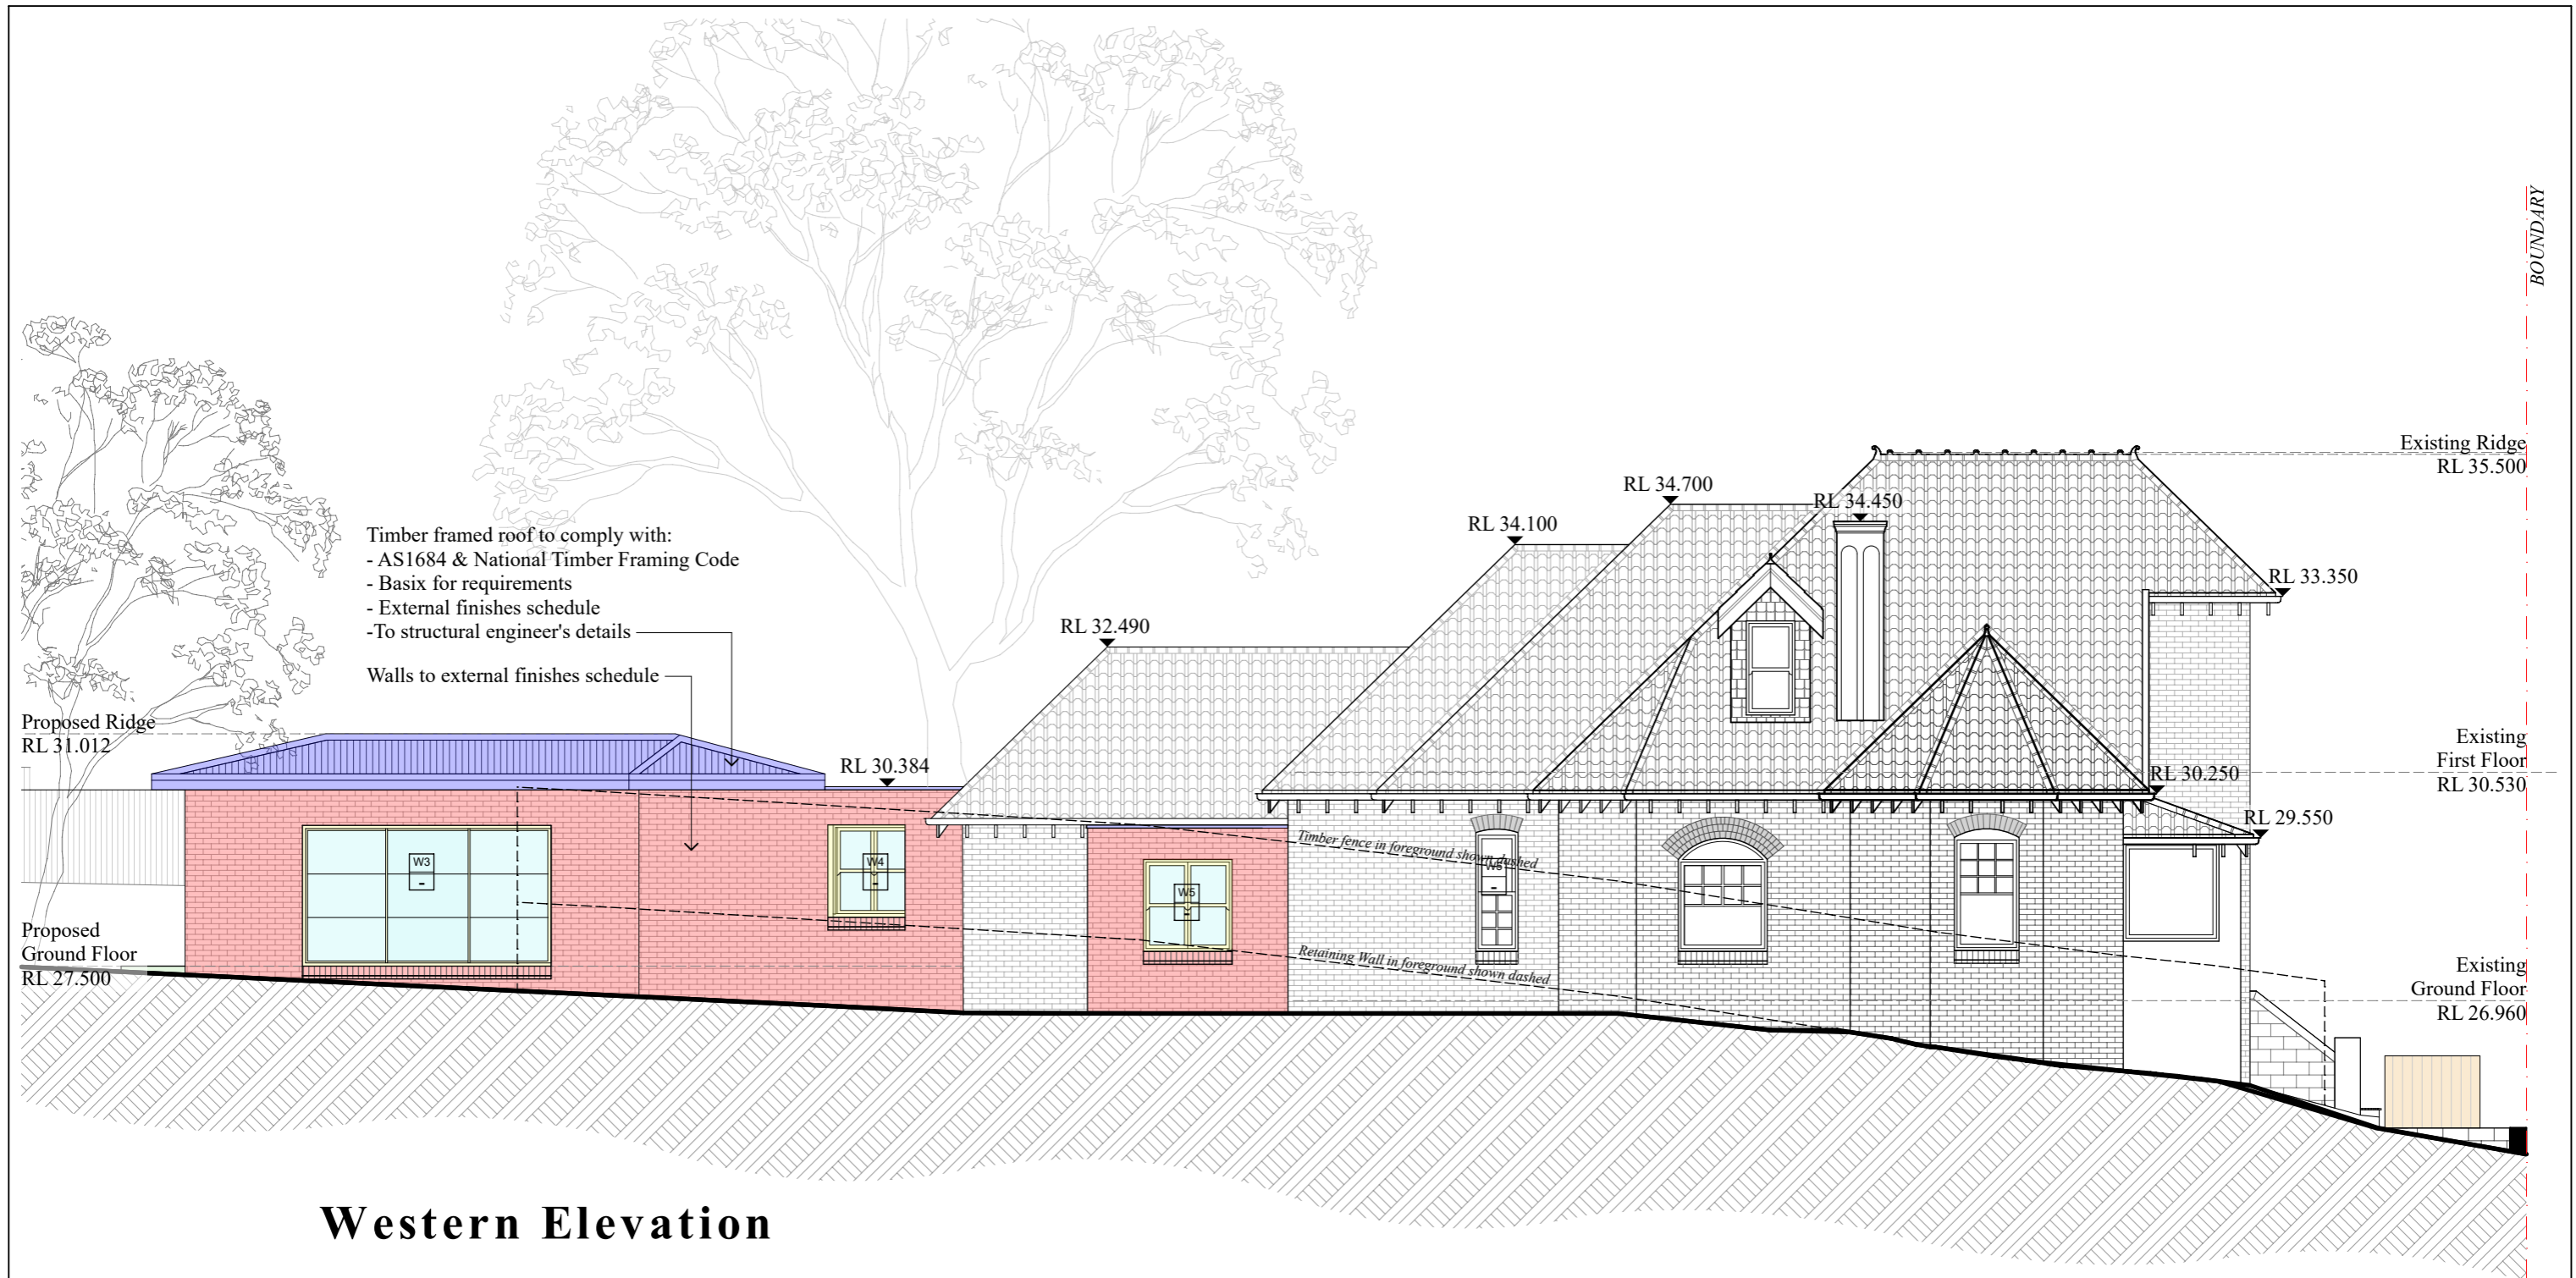 BOUNDARY
Existing Ridge
RL 35.500
RL 34.700
RL 34.450
RL 34.100
RL 33.350
Timber framed roof to comply with:
- AS1684 & National Timber Framing Code
- Basix for requirements
- External finishes schedule
-To structural engineer's details
RL 32.490
Walls to external finishes schedule
Proposed Ridge
RL 31.012
RL 30.384
Existing
First Floor
RL 30.530
RL 30.250
RL 29.550
Timber fence in foreground shown dashed
W3
W4
W5
Proposed
Ground Floor
RL 27.500
Retaining Wall in foreground shown dashed
Existing
Ground Floor
RL 26.960
Western Elevation